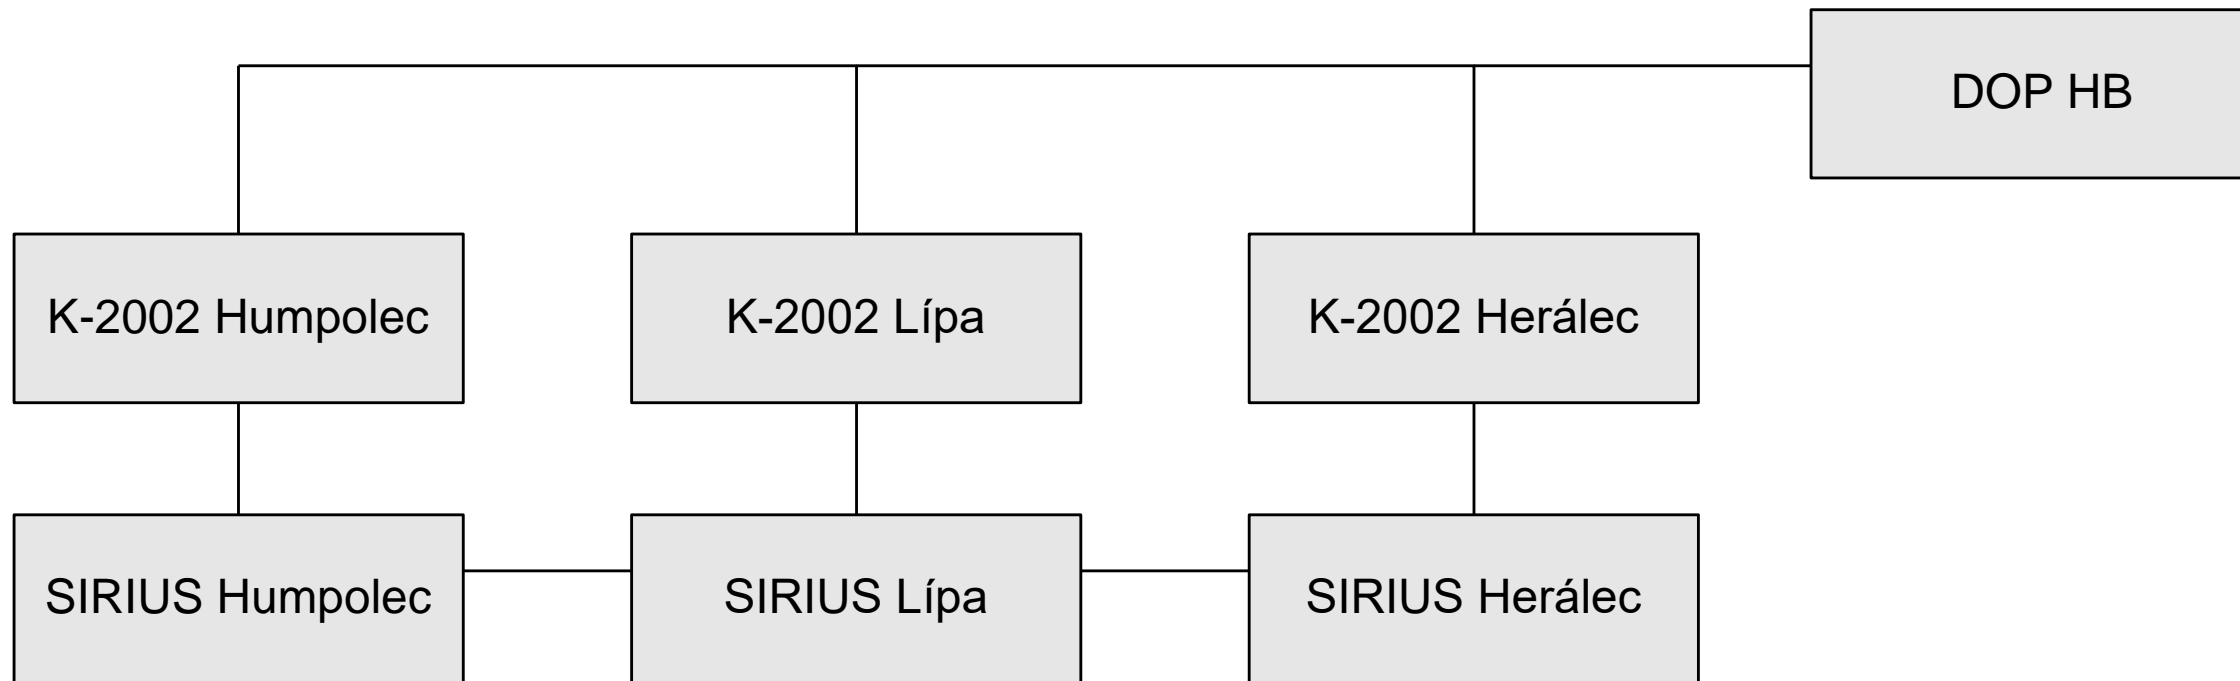 DOP HB
K-2002 Humpolec
K-2002 Lípa
K-2002 Herálec
SIRIUS Humpolec
SIRIUS Lípa
SIRIUS Herálec